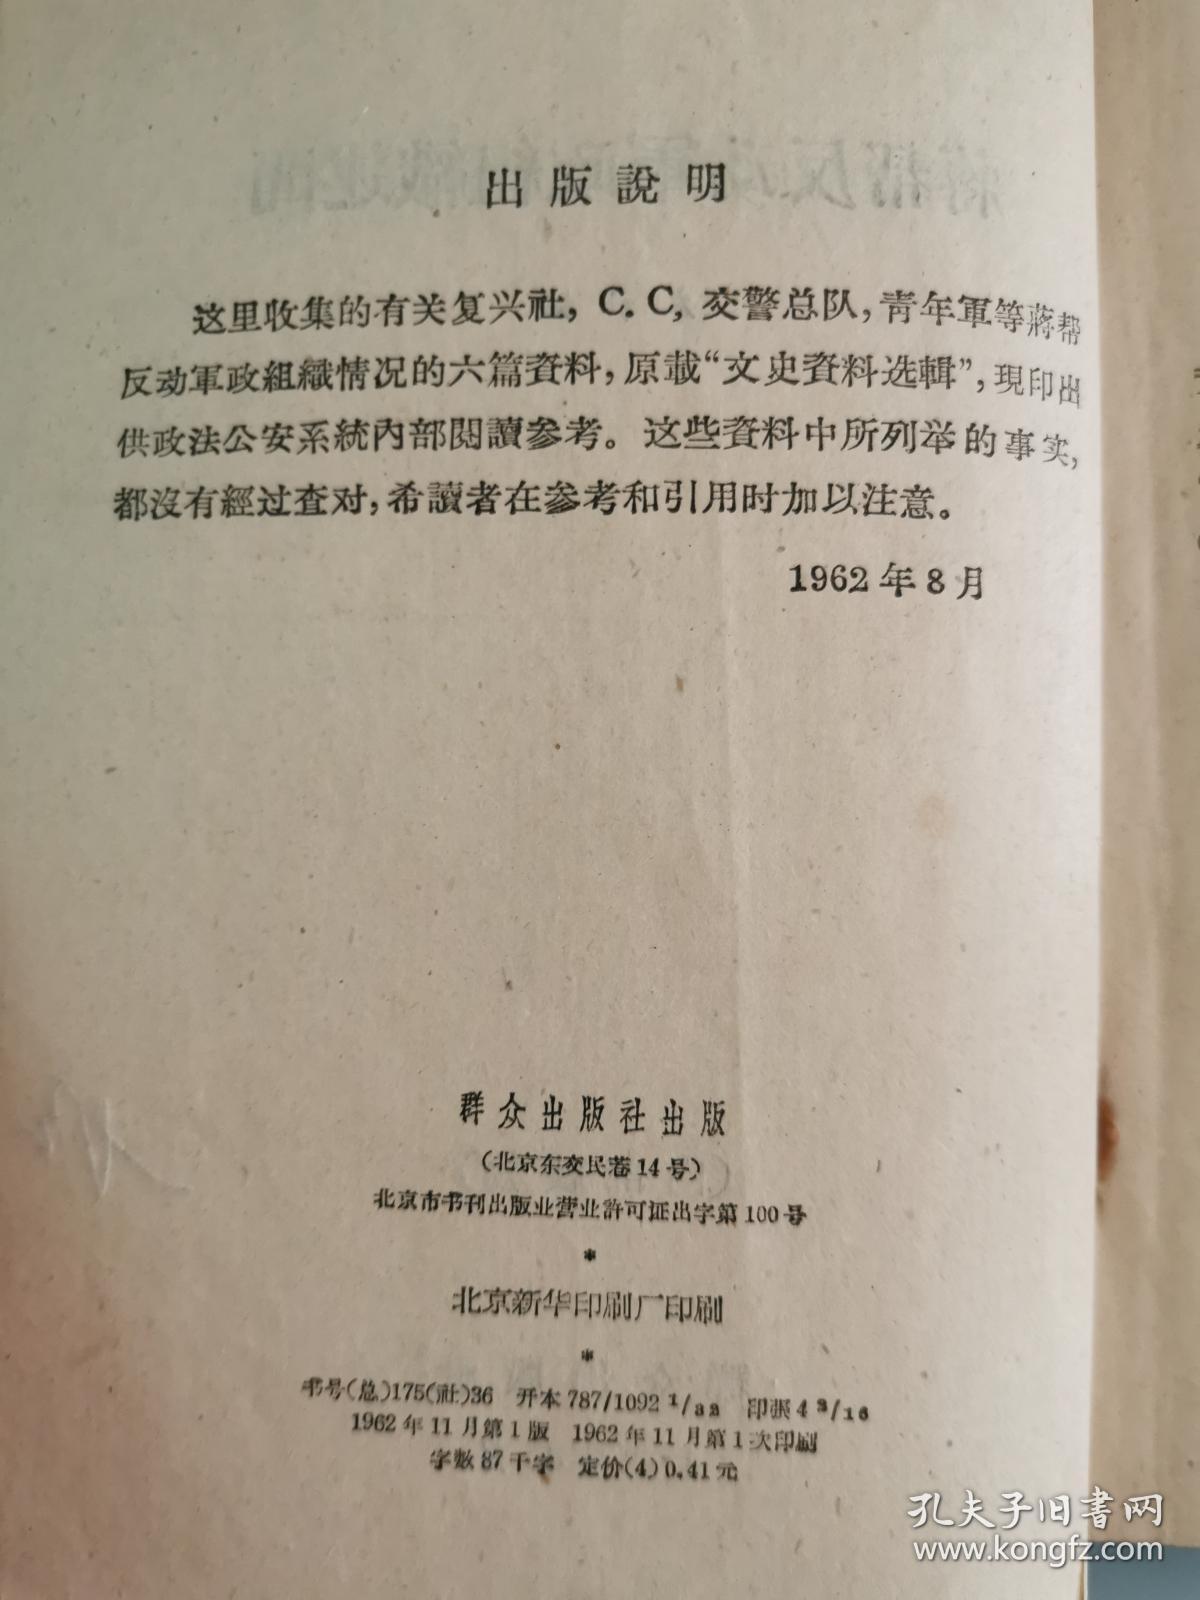 出版說明
这里收集的有关复兴社，C.C，交警总队，青年軍等蔣帮
反动軍政組織情况的六篇資料，原載“文史資料选輯”，現印出
供政法公安系統內部閱讀参考。这些資料中所列举的事实，
都沒有經过查对，希讀者在参考和引用时加以注意。
1962年8月
群众出版社出版
（北京东交民巷14号）
北京市书刊出版业营业許可证出字第100号
*
北京新华印刷厂印刷
*
书号(总)175(社)36 开本787/1092 1/32 印張4 3/16
1962年11月第1版 1962年11月第1次印刷
字数87千字 定价(4)0.41元
孔夫子旧書网
www.kongfz.com